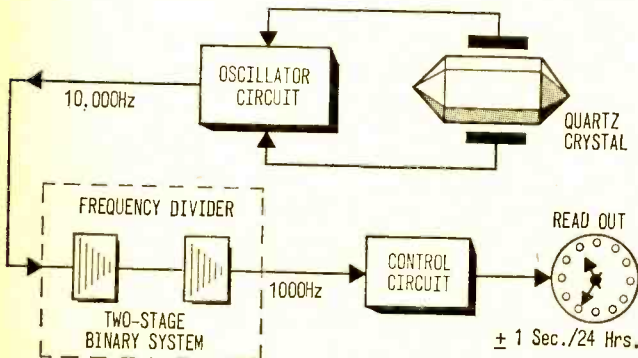 OSCILLATOR
CIRCUIT
10,000Hz
QUARTZ
CRYSTAL
FREQUENCY DIVIDER
TWO-STAGE
BINARY SYSTEM
1000Hz
CONTROL
CIRCUIT
READ OUT
± 1 Sec./24 Hrs.